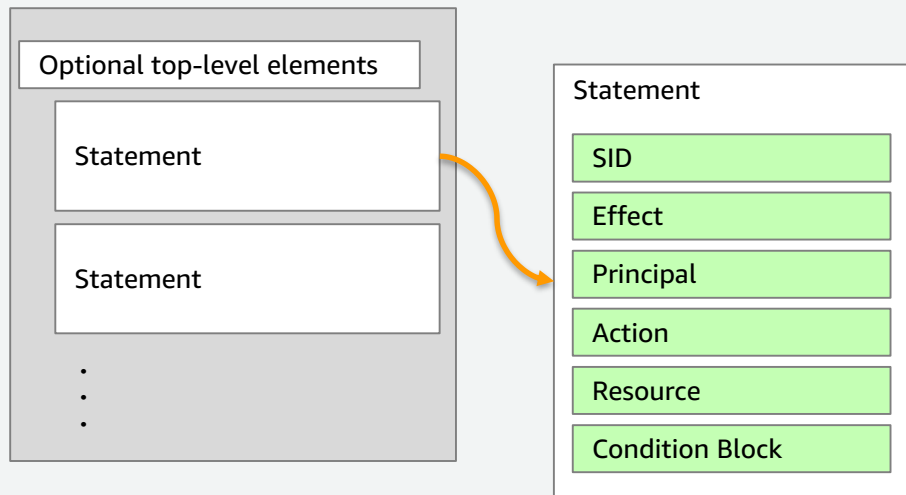 Optional top-level elements
Statement
Statement
.
.
.
Statement
SID
Effect
Principal
Action
Resource
Condition Block